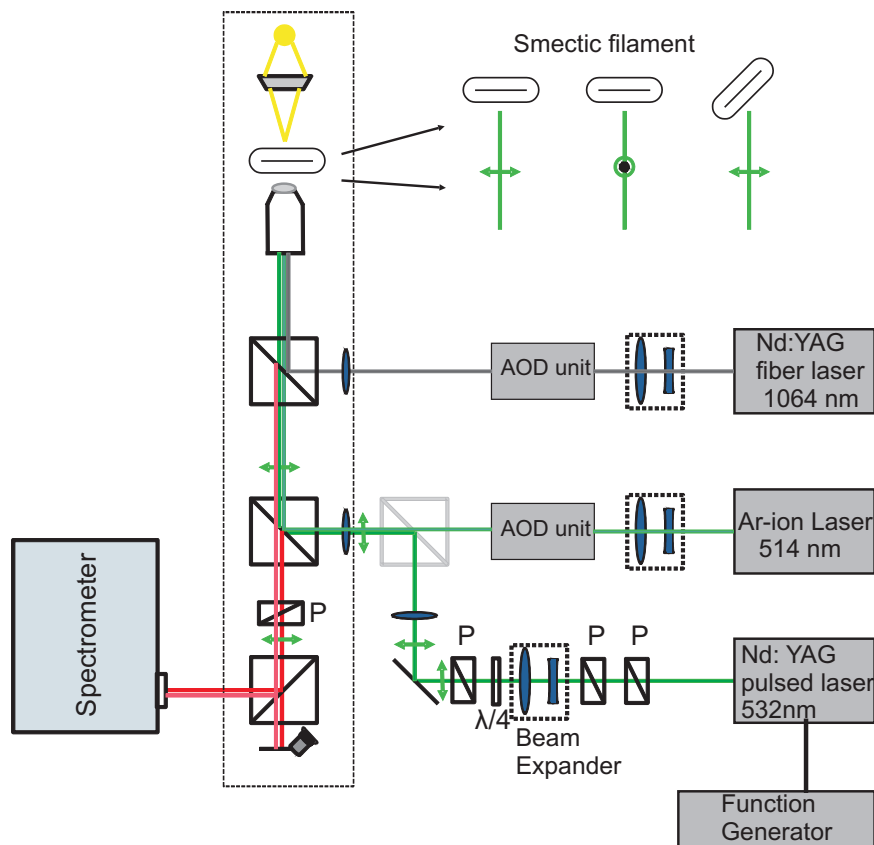 Smectic filament
Nd:YAG
fiber laser
1064 nm
AOD unit
Ar-ion Laser
514 nm
AOD unit
Spectrometer
P
P
P
P
Nd: YAG
pulsed laser
532nm
λ/4
Beam
Expander
Function
Generator